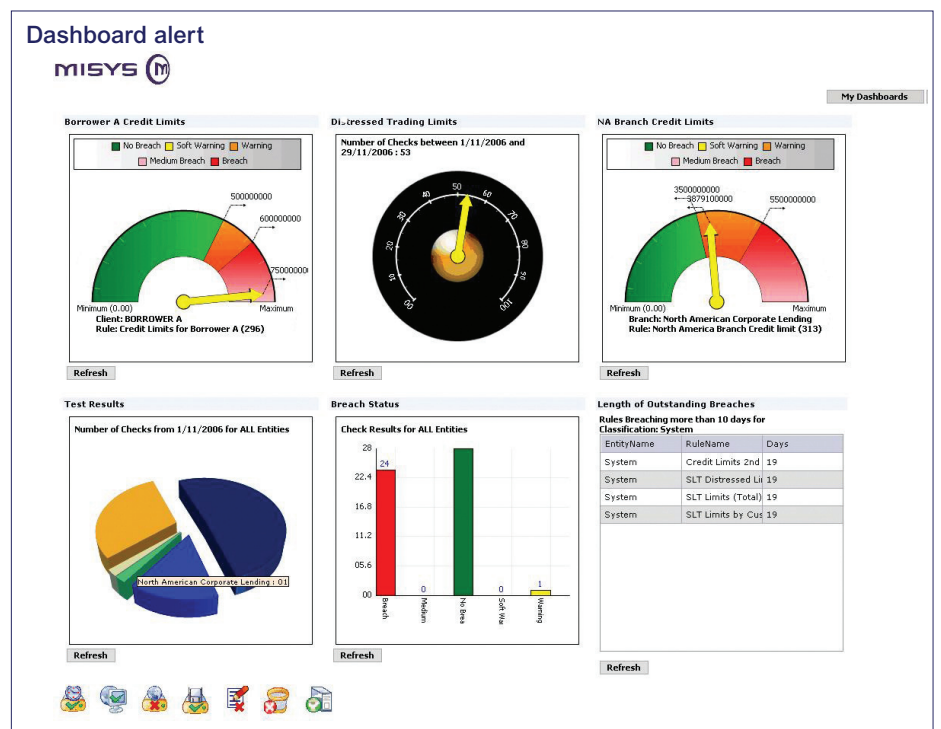 Dashboard alert
MISYS M
My Dashboards
Borrower A Credit Limits
No Breach Soft Warning Warning
Medium Breach Breach
500000000
600000000
75000000
Minimum (0.00) Maximum
Client: BORROWER A
Rule: Credit Limits for Borrower A (296)
Refresh
Distressed Trading Limits
Number of Checks between 1/11/2006 and
29/11/2006 : 53
00 10 20 30 40 50 60 70 80 90 100
Refresh
NA Branch Credit Limits
No Breach Soft Warning Warning
Medium Breach Breach
3500000000
3879100000
5500000000
Minimum (0.00) Maximum
Branch: North American Corporate Lending
Rule: North America Branch Credit limit (313)
Refresh
Test Results
Number of Checks from 1/11/2006 for ALL Entities
North American Corporate Lending : 01
Refresh
Breach Status
Check Results for ALL Entities
28
22.4
16.8
11.2
05.6
00
24 0 0 1
Breach Medium No Brea Soft War Warning
Refresh
Length of Outstanding Breaches
Rules Breaching more than 10 days for
Classification: System
EntityName RuleName Days
System Credit Limits 2nd 19
System SLT Distressed Li 19
System SLT Limits (Total) 19
System SLT Limits by Cus 19
Refresh